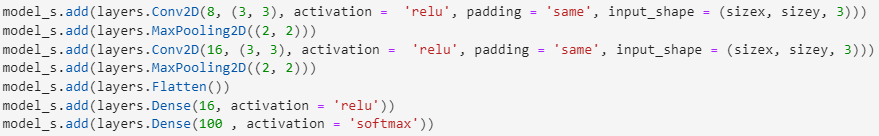 model_s.add(layers.Conv2D(8, (3, 3), activation =  'relu', padding = 'same', input_shape = (sizex, sizey, 3)))
model_s.add(layers.MaxPooling2D((2, 2)))
model_s.add(layers.Conv2D(16, (3, 3), activation =  'relu', padding = 'same', input_shape = (sizex, sizey, 3)))
model_s.add(layers.MaxPooling2D((2, 2)))
model_s.add(layers.Flatten())
model_s.add(layers.Dense(16, activation = 'relu'))
model_s.add(layers.Dense(100 , activation = 'softmax'))